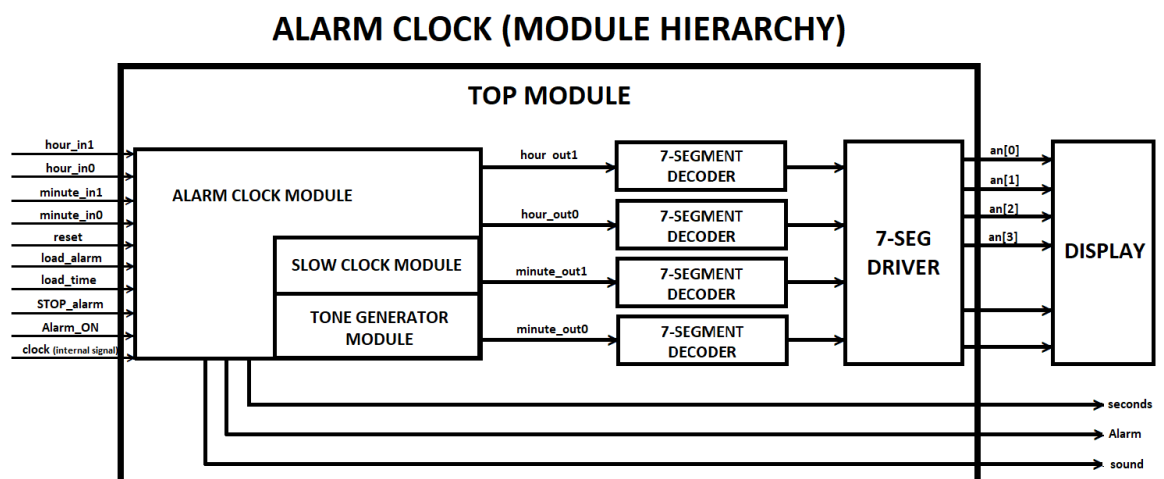 ALARM CLOCK (MODULE HIERARCHY)
TOP MODULE
hour_in1
hour_in0
minute_in1
minute_in0
reset
load_alarm
load_time
STOP_alarm
Alarm_ON
clock (internal signal)
ALARM CLOCK MODULE
SLOW CLOCK MODULE
TONE GENERATOR
MODULE
hour_out1
hour_out0
minute_out1
minute_out0
7-SEGMENT
DECODER
7-SEGMENT
DECODER
7-SEGMENT
DECODER
7-SEGMENT
DECODER
7-SEG
DRIVER
an[0]
an[1]
an[2]
an[3]
DISPLAY
seconds
Alarm
sound